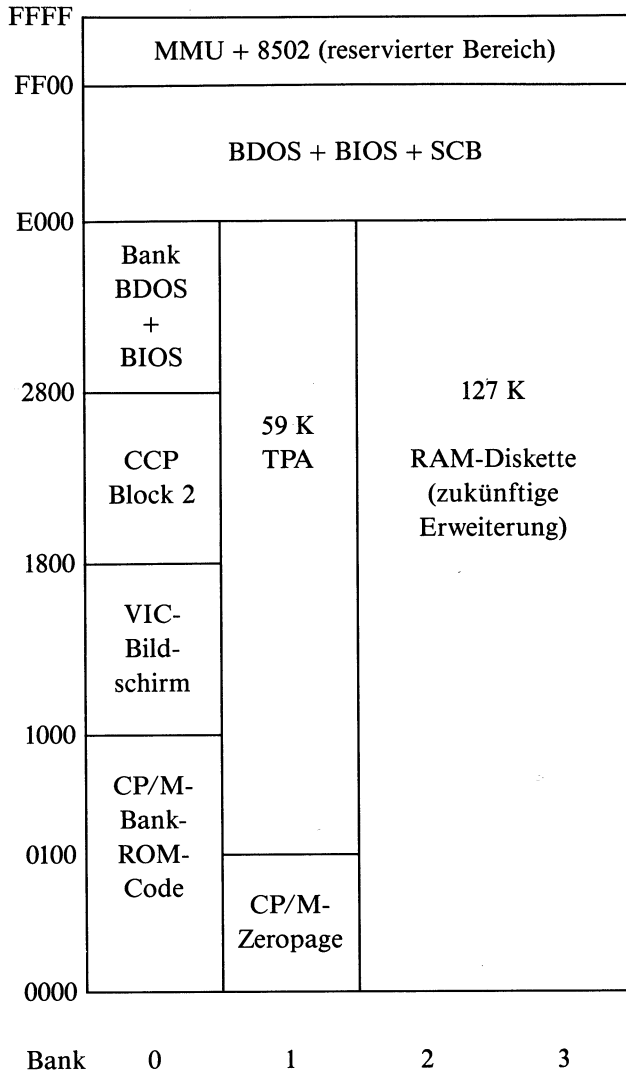 FFFF
MMU + 8502 (reservierter Bereich)
FF00
BDOS + BIOS + SCB
E000
Bank
BDOS
+
BIOS
2800
CCP
Block 2
1800
VIC-
Bild-
schirm
1000
CP/M-
Bank-
ROM-
Code
0100
0000
59 K
TPA
CP/M-
Zeropage
127 K
RAM-Diskette
(zukünftige
Erweiterung)
Bank 0 1 2 3